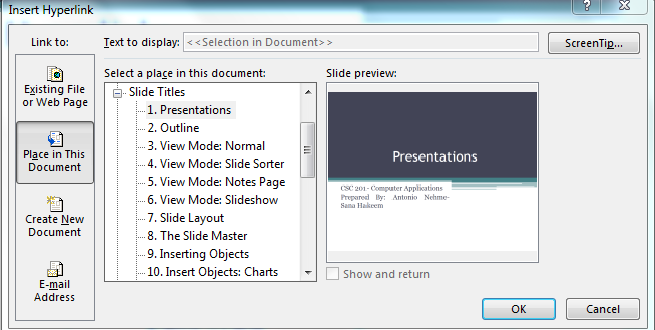 Insert Hyperlink
Link to:
Text to display:
<<Selection in Document>>
ScreenTip...
Existing File
or Web Page
Place in This
Document
Create New
Document
E-mail
Address
Select a place in this document:
Slide Titles
1. Presentations
2. Outline
3. View Mode: Normal
4. View Mode: Slide Sorter
5. View Mode: Notes Page
6. View Mode: Slideshow
7. Slide Layout
8. The Slide Master
9. Inserting Objects
10. Insert Objects: Charts
Slide preview:
Presentations
CSC 201- Computer Applications
Prepared By: Antonio Nehme-
Sana Hakeem
Show and return
OK
Cancel